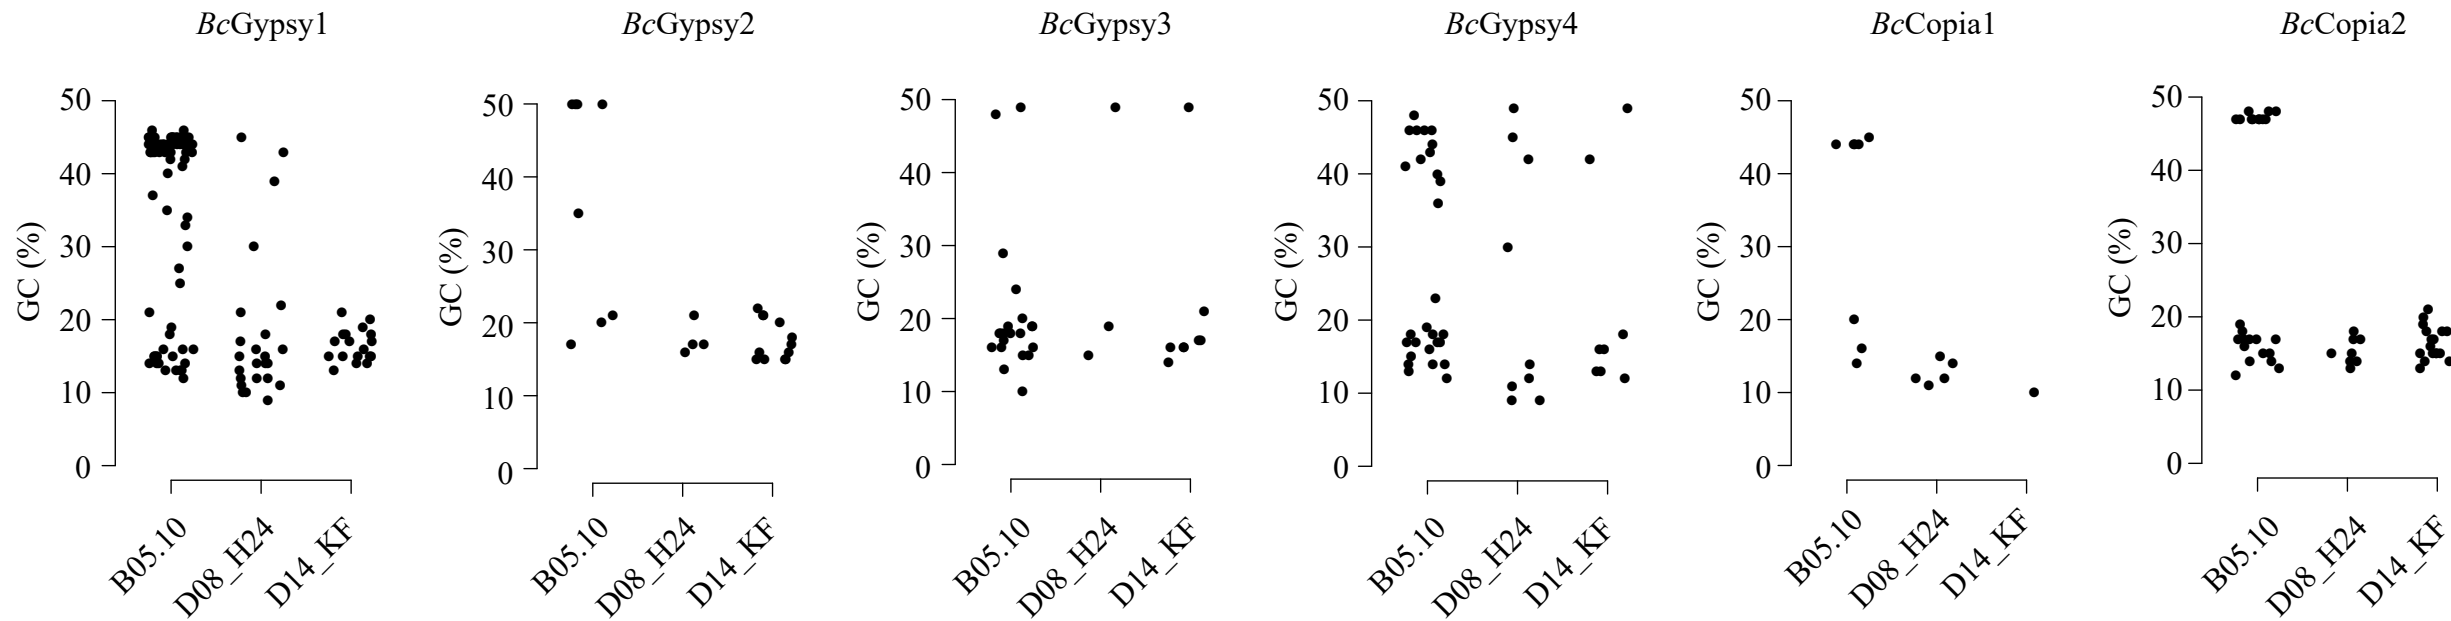 BcGypsy1
BcGypsy2
BcGypsy3
BcGypsy4
BcCopia1
BcCopia2
GC (%)
50
40
30
20
10
0
B05.10
D08_H24
D14_KF
GC (%)
50
40
30
20
10
0
B05.10
D08_H24
D14_KF
GC (%)
50
40
30
20
10
0
B05.10
D08_H24
D14_KF
GC (%)
50
40
30
20
10
0
B05.10
D08_H24
D14_KF
GC (%)
50
40
30
20
10
0
B05.10
D08_H24
D14_KF
GC (%)
50
40
30
20
10
0
B05.10
D08_H24
D14_KF